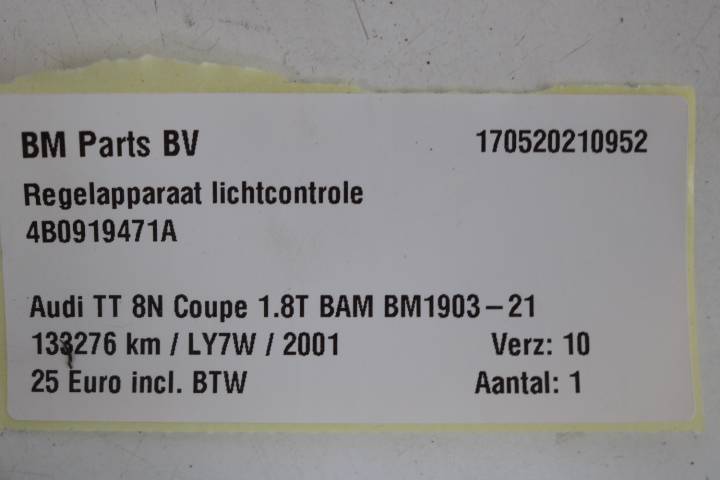 BM Parts BV 170520210952
Regelapparaat lichtcontrole
4B0919471A
Audi TT 8N Coupe 1.8T BAM BM1903-21
133276 km / LY7W / 2001 Verz: 10
25 Euro incl. BTW Aantal: 1